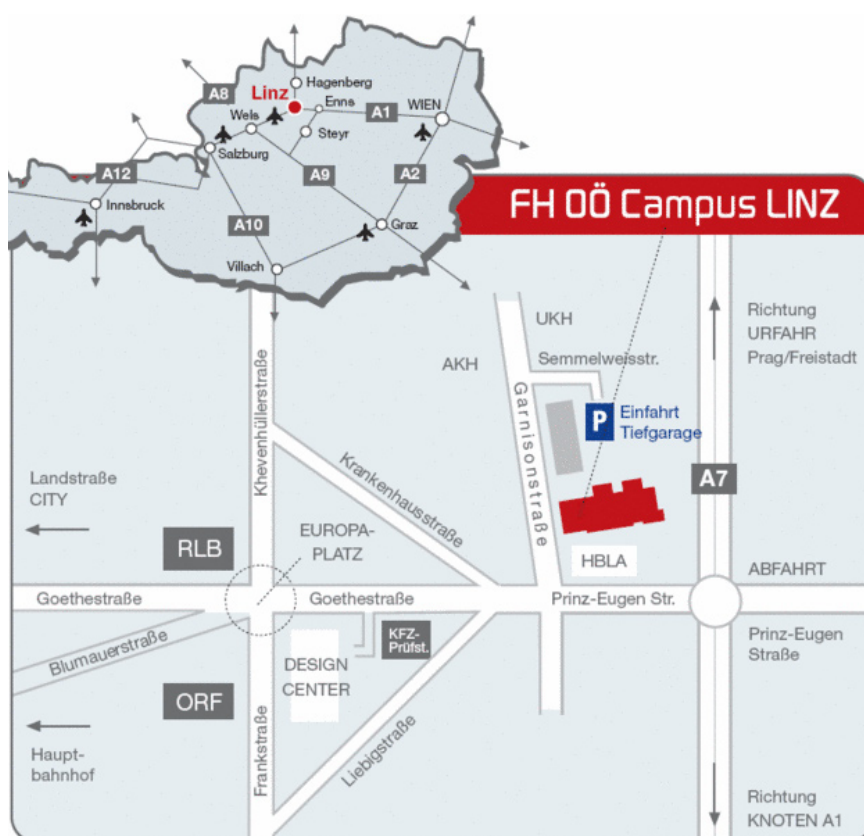 Hagenberg
A8
Linz
Enns
A1
WIEN
Wels
Steyr
Salzburg
A12
A9
A2
Innsbruck
A10
Graz
Villach
FH OÖ Campus LINZ
UKH
Richtung
URFAHR
Prag/Freistadt
AKH
Semmelweisstr.
Khevenhüllerstraße
Garnisonstraße
P
Einfahrt
Tiefgarage
Krankenhausstraße
Landstraße
CITY
A7
RLB
EUROPA-
PLATZ
HBLA
ABFAHRT
Goethestraße
Goethestraße
Prinz-Eugen Str.
Blumauerstraße
KFZ-
Prüfst.
Prinz-Eugen
Straße
DESIGN
CENTER
ORF
Frankstraße
Liebigstraße
Haupt-
bahnhof
Richtung
KNOTEN A1